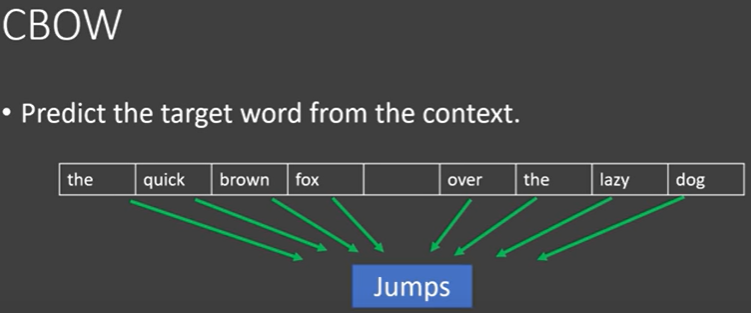 CBOW
• Predict the target word from the context.
the quick brown fox over the lazy dog
Jumps